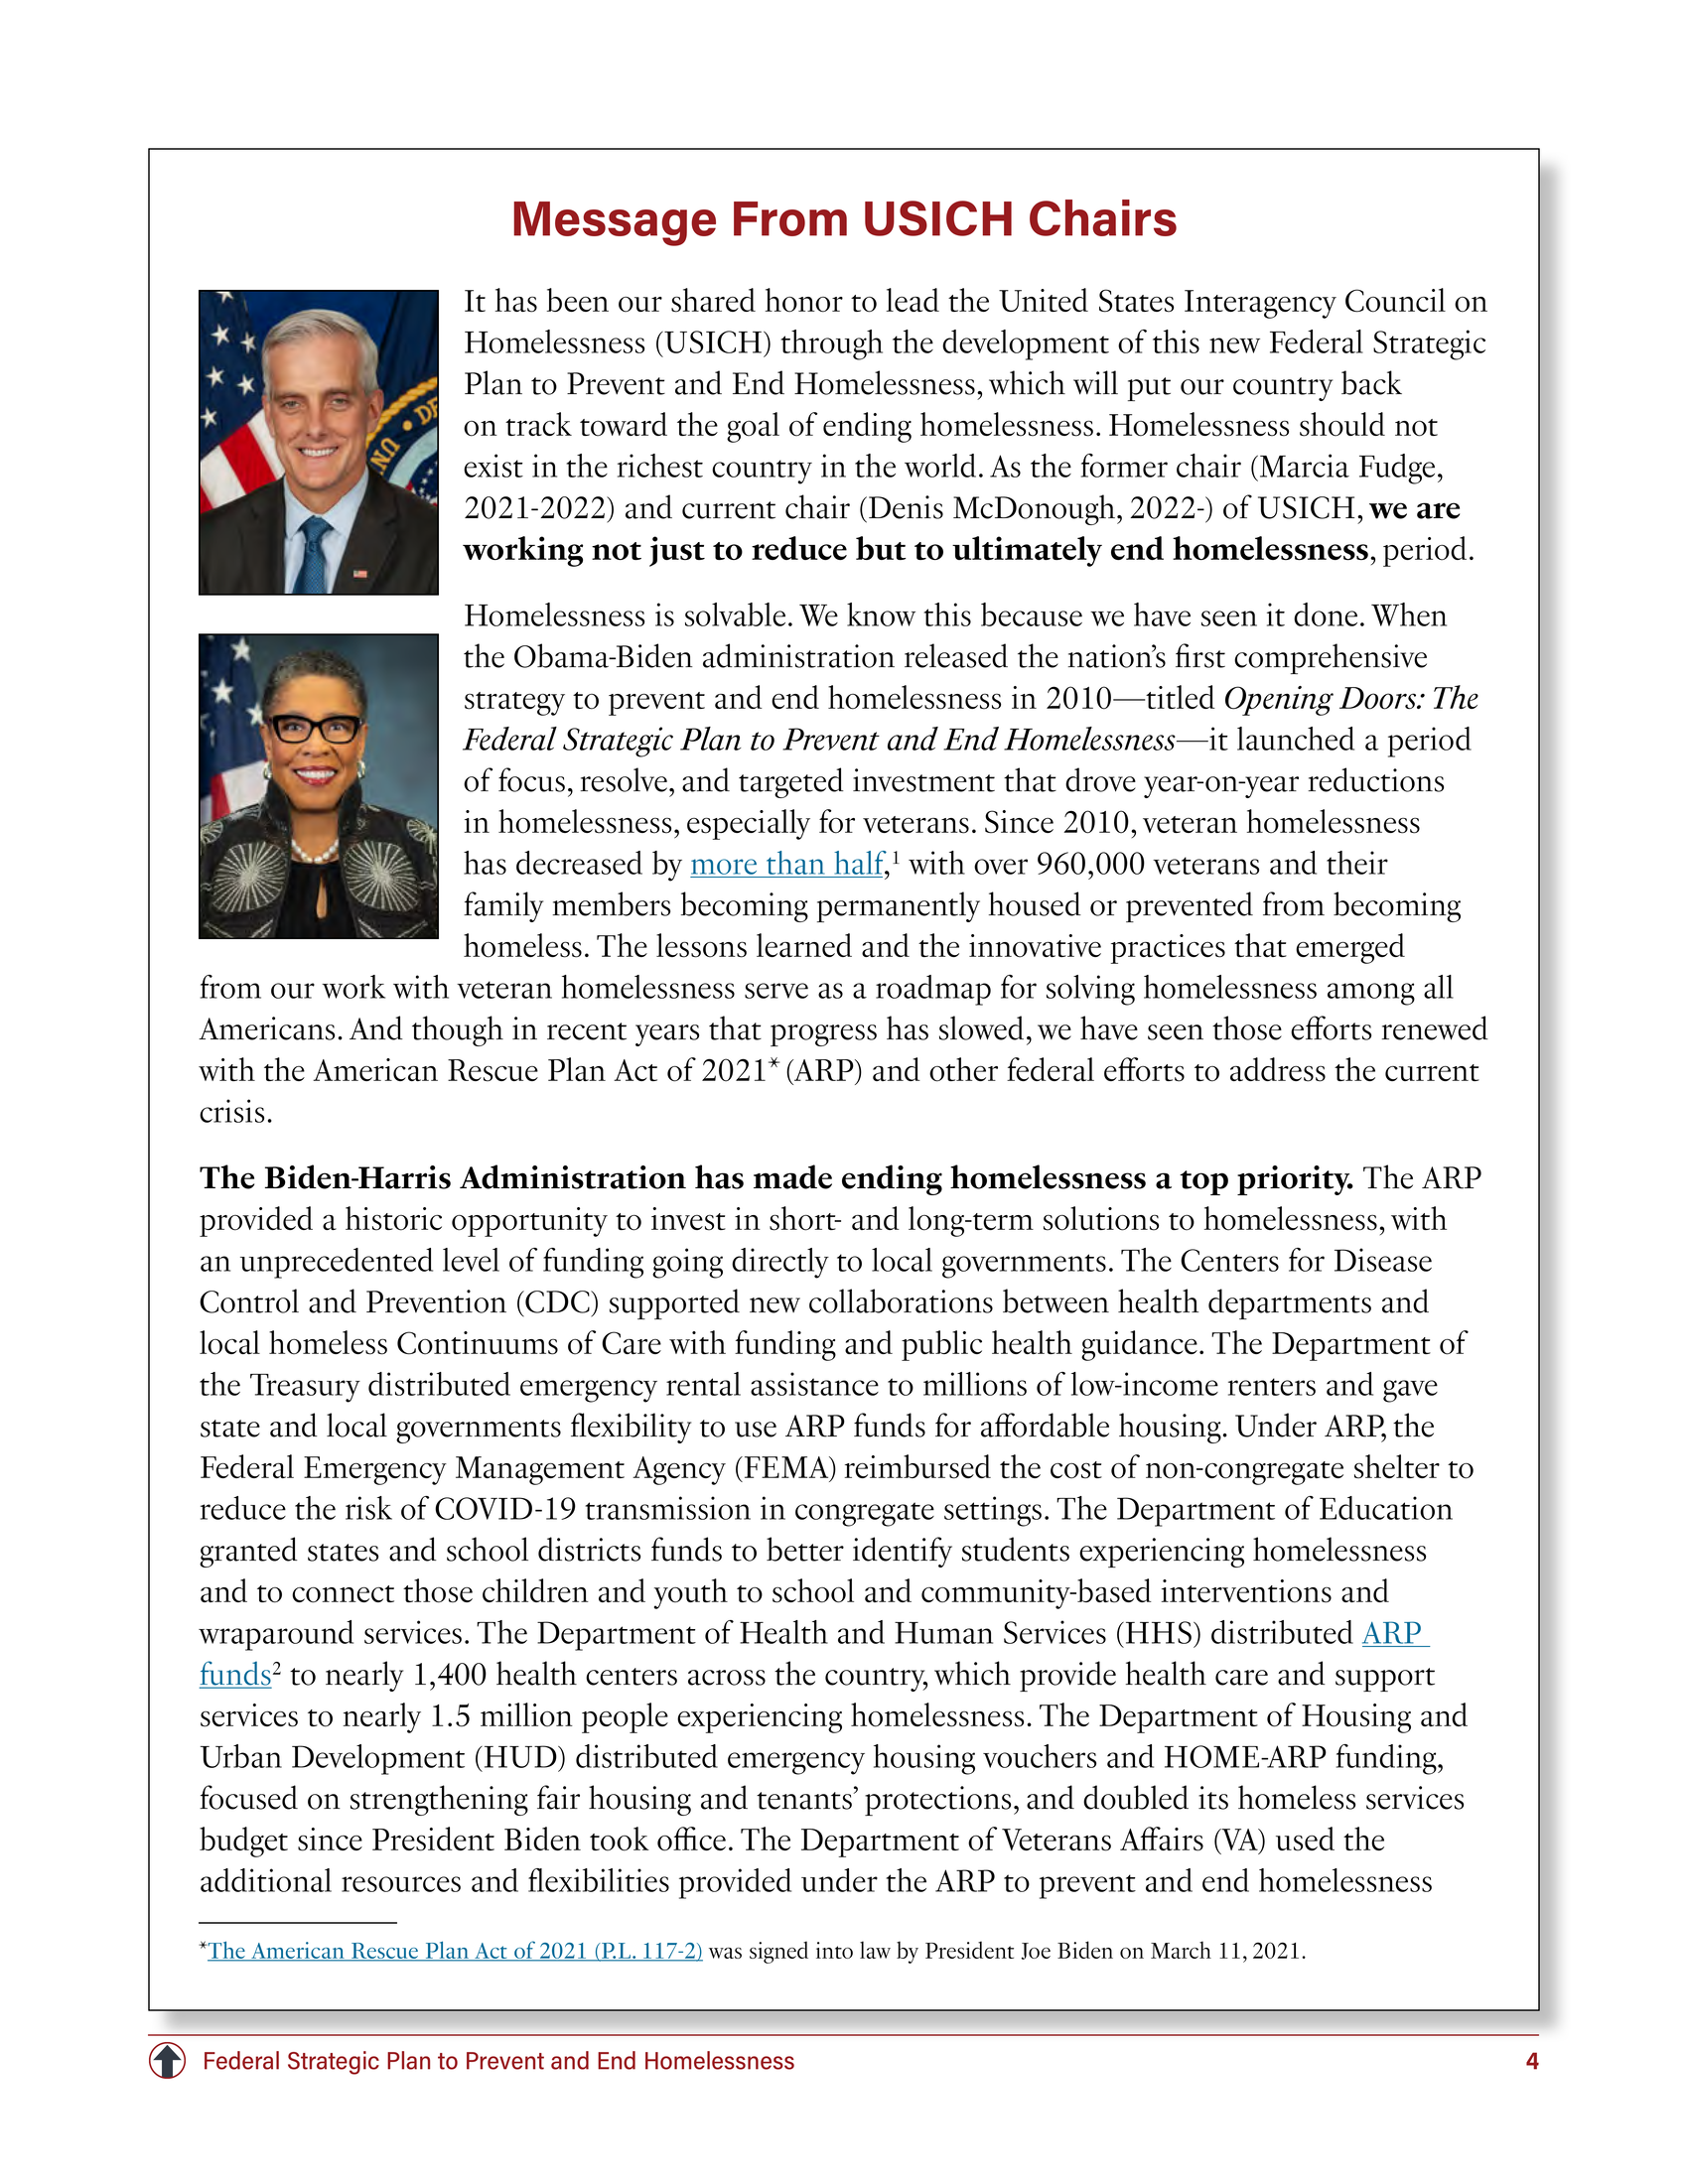 Message From USICH Chairs
It has been our shared honor to lead the United States Interagency Council on
Homelessness (USICH) through the development of this new Federal Strategic
Plan to Prevent and End Homelessness, which will put our country back
on track toward the goal of ending homelessness. Homelessness should not
exist in the richest country in the world. As the former chair (Marcia Fudge,
2021-2022) and current chair (Denis McDonough, 2022-) of USICH, we are
working not just to reduce but to ultimately end homelessness, period.
Homelessness is solvable. We know this because we have seen it done. When
the Obama-Biden administration released the nation’s first comprehensive
strategy to prevent and end homelessness in 2010—titled Opening Doors: The
Federal Strategic Plan to Prevent and End Homelessness—it launched a period
of focus, resolve, and targeted investment that drove year-on-year reductions
in homelessness, especially for veterans. Since 2010, veteran homelessness
has decreased by more than half,1 with over 960,000 veterans and their
family members becoming permanently housed or prevented from becoming
homeless. The lessons learned and the innovative practices that emerged
from our work with veteran homelessness serve as a roadmap for solving homelessness among all
Americans. And though in recent years that progress has slowed, we have seen those efforts renewed
with the American Rescue Plan Act of 2021* (ARP) and other federal efforts to address the current
crisis.
The Biden-Harris Administration has made ending homelessness a top priority. The ARP
provided a historic opportunity to invest in short- and long-term solutions to homelessness, with
an unprecedented level of funding going directly to local governments. The Centers for Disease
Control and Prevention (CDC) supported new collaborations between health departments and
local homeless Continuums of Care with funding and public health guidance. The Department of
the Treasury distributed emergency rental assistance to millions of low-income renters and gave
state and local governments flexibility to use ARP funds for affordable housing. Under ARP, the
Federal Emergency Management Agency (FEMA) reimbursed the cost of non-congregate shelter to
reduce the risk of COVID-19 transmission in congregate settings. The Department of Education
granted states and school districts funds to better identify students experiencing homelessness
and to connect those children and youth to school and community-based interventions and
wraparound services. The Department of Health and Human Services (HHS) distributed ARP
funds2 to nearly 1,400 health centers across the country, which provide health care and support
services to nearly 1.5 million people experiencing homelessness. The Department of Housing and
Urban Development (HUD) distributed emergency housing vouchers and HOME-ARP funding,
focused on strengthening fair housing and tenants’ protections, and doubled its homeless services
budget since President Biden took office. The Department of Veterans Affairs (VA) used the
additional resources and flexibilities provided under the ARP to prevent and end homelessness
*The American Rescue Plan Act of 2021 (P.L. 117-2) was signed into law by President Joe Biden on March 11, 2021.
Federal Strategic Plan to Prevent and End Homelessness 4